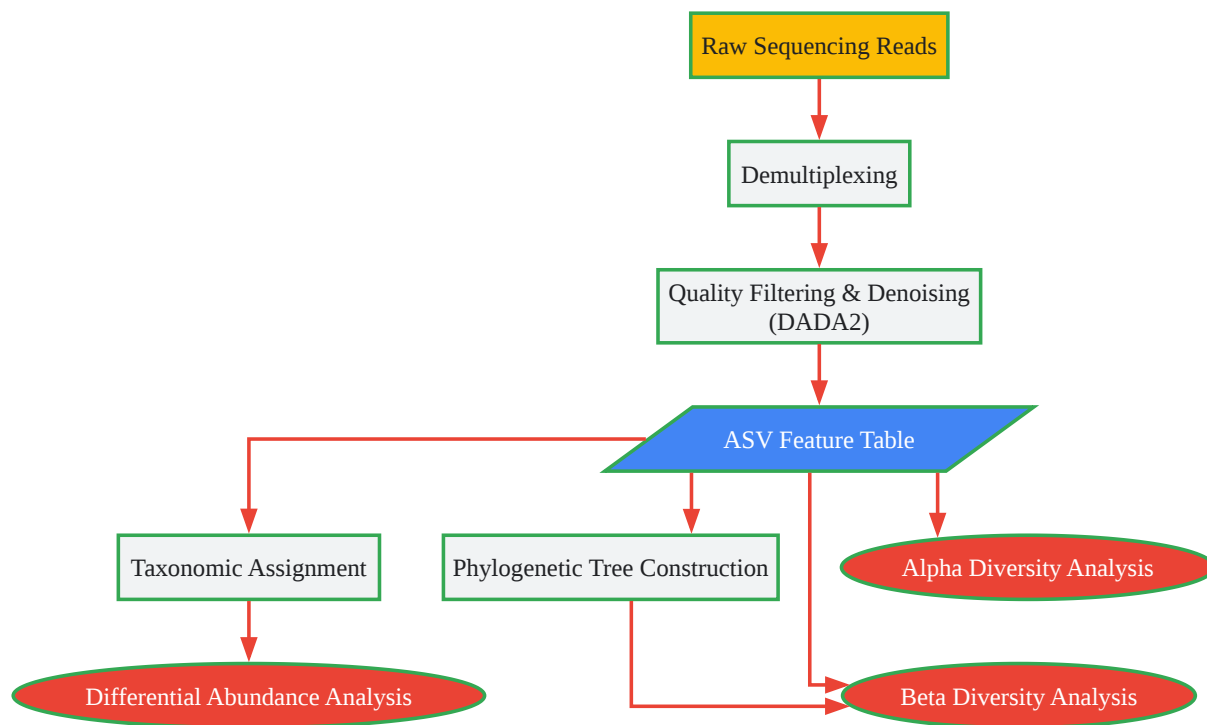 Raw Sequencing Reads
Demultiplexing
Quality Filtering & Denoising
(DADA2)
ASV Feature Table
Taxonomic Assignment
Phylogenetic Tree Construction
Alpha Diversity Analysis
Differential Abundance Analysis
Beta Diversity Analysis